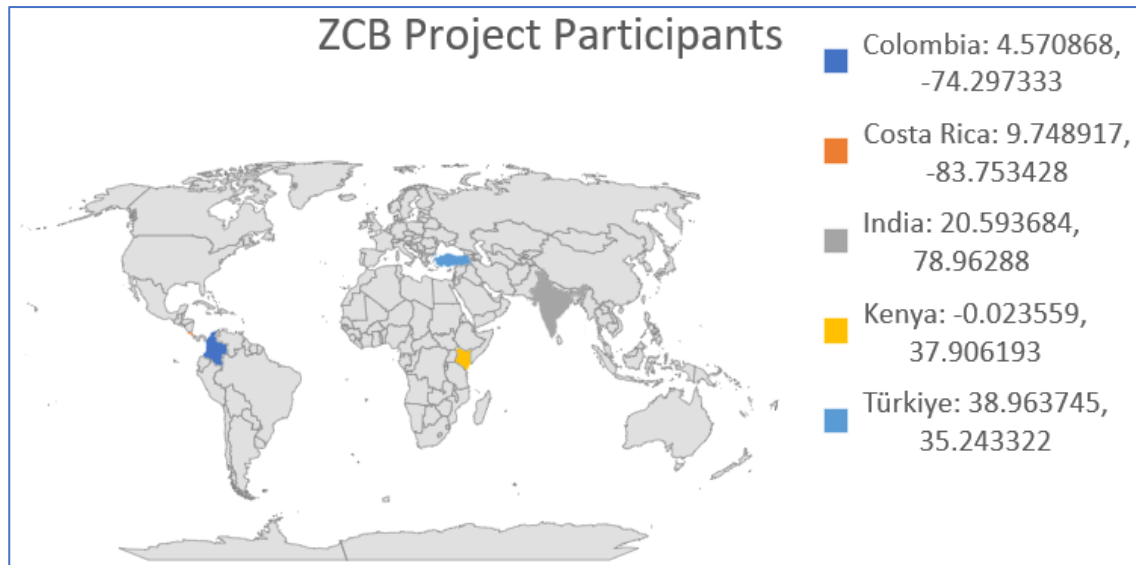 ZCB Project Participants
Colombia: 4.570868,
-74.297333
Costa Rica: 9.748917,
-83.753428
India: 20.593684,
78.96288
Kenya: -0.023559,
37.906193
Türkiye: 38.963745,
35.243322